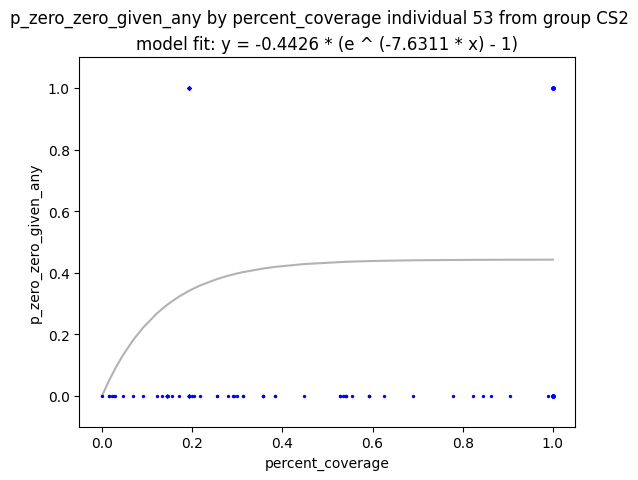 p_zero_zero_given_any by percent_coverage individual 53 from group CS2
model fit: y = -0.4426 * (e ^ (-7.6311 * x) - 1)
1.0
0.8
0.6
0.4
0.2
0.0
p_zero_zero_given_any
0.0 0.2 0.4 0.6 0.8 1.0
percent_coverage